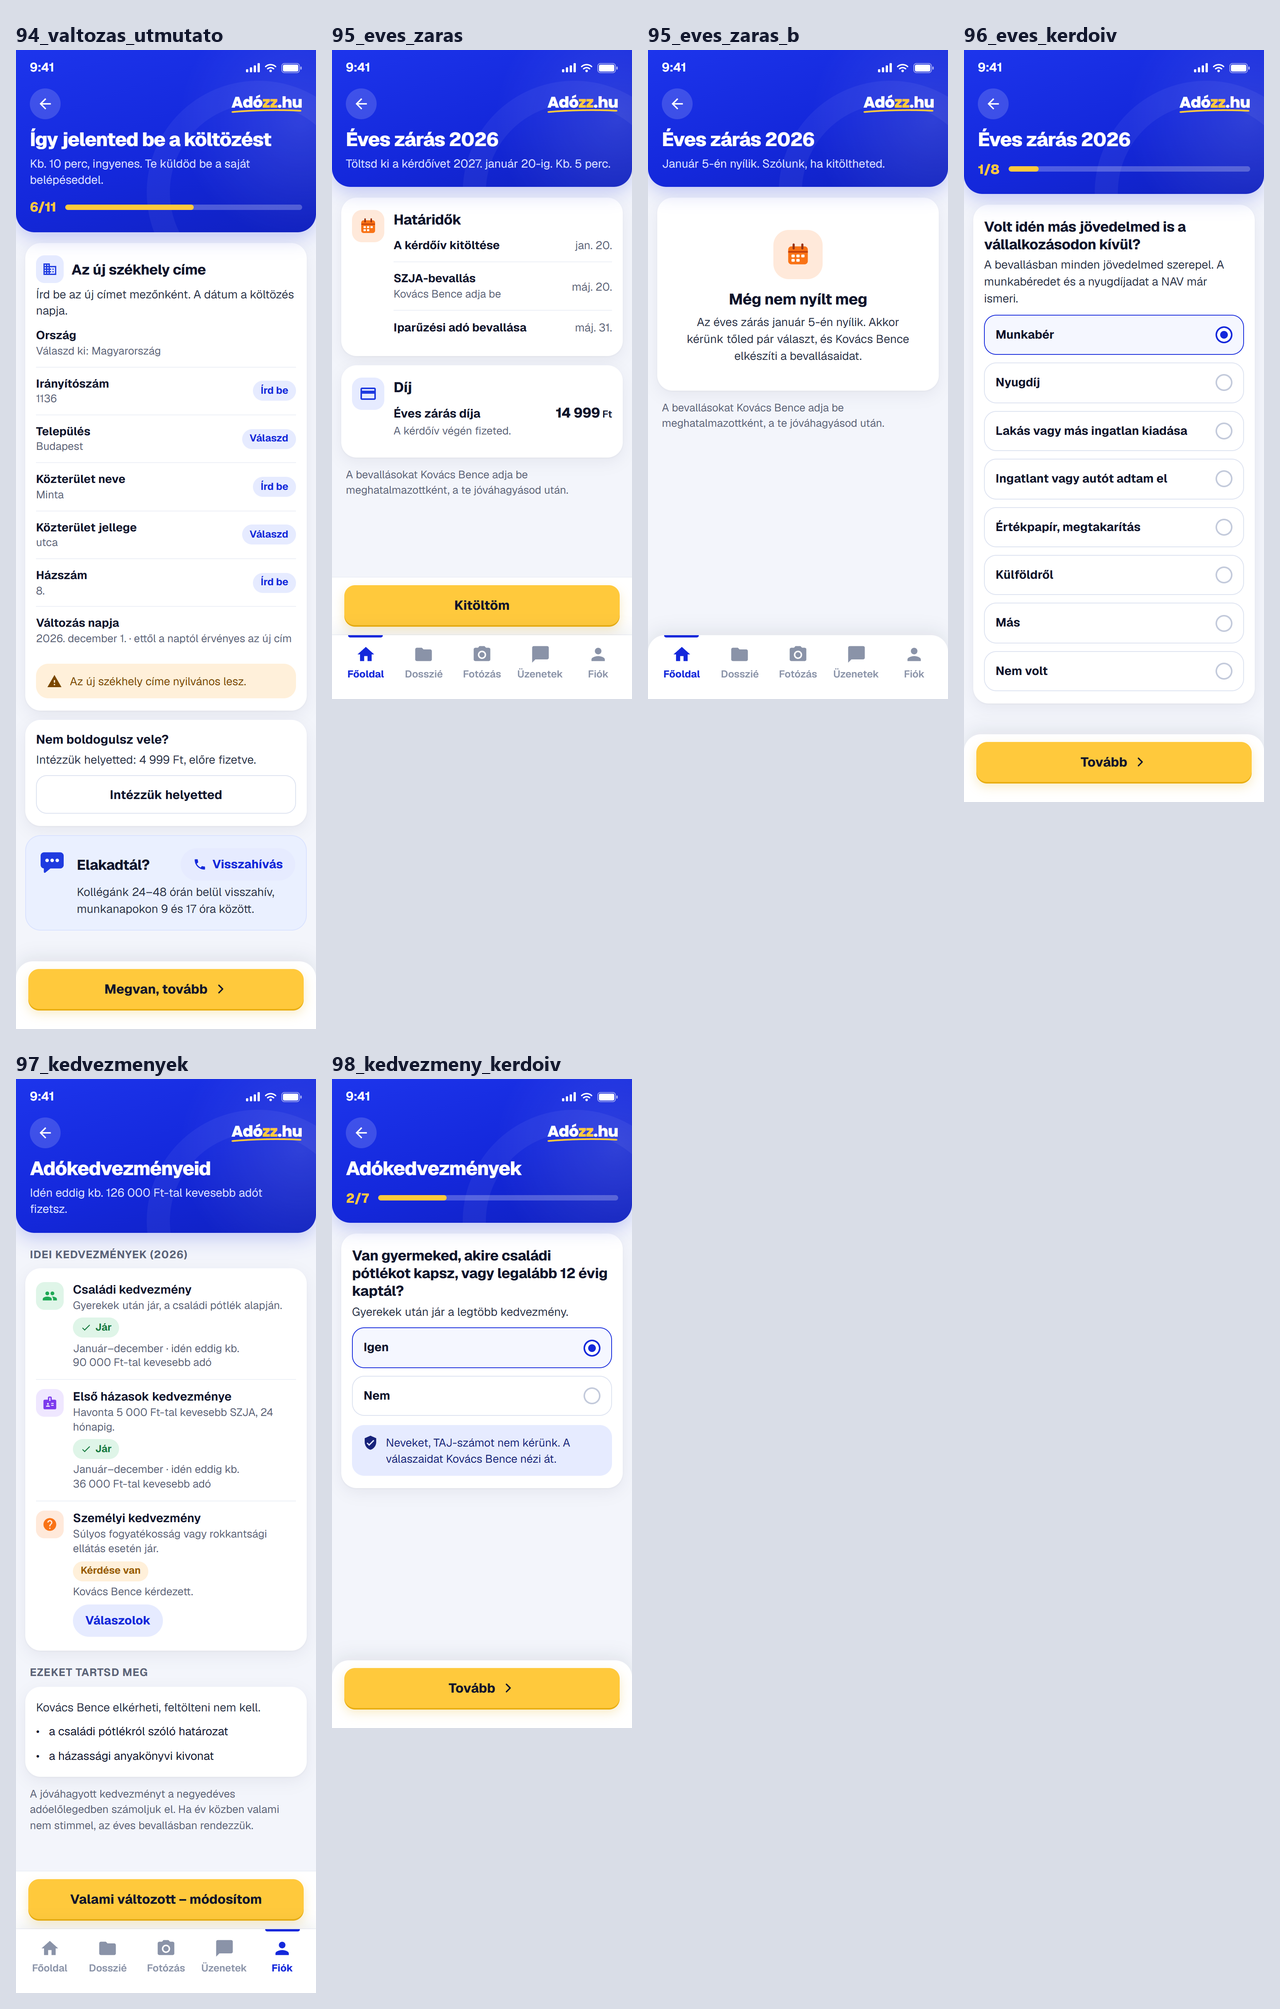 94_valtozas_utmutato
9:41
Adózz.hu
Így jelented be a költözést
Kb. 10 perc, ingyenes. Te küldöd be a saját
belépéseddel.
6/11
Az új székhely címe
Írd be az új címet mezőnként. A dátum a költözés
napja.
Ország
Válaszd ki: Magyarország
Irányítószám
1136
Írd be
Település
Budapest
Válaszd
Közterület neve
Minta
Írd be
Közterület jellege
utca
Válaszd
Házszám
8.
Írd be
Változás napja
2026. december 1. · ettől a naptól érvényes az új cím
Az új székhely címe nyilvános lesz.
Nem boldogulsz vele?
Intézzük helyetted: 4 999 Ft, előre fizetve.
Intézzük helyetted
Elakadtál?
Visszahívás
Kollégánk 24–48 órán belül visszahív,
munkanapokon 9 és 17 óra között.
Megvan, tovább
95_eves_zaras
9:41
Adózz.hu
Éves zárás 2026
Töltsd ki a kérdőívet 2027. január 20-ig. Kb. 5 perc.
Határidők
A kérdőív kitöltése
jan. 20.
SZJA-bevallás
Kovács Bence adja be
máj. 20.
Iparűzési adó bevallása
máj. 31.
Díj
Éves zárás díja
14 999 Ft
A kérdőív végén fizeted.
A bevallásokat Kovács Bence adja be
meghatalmazottként, a te jóváhagyásod után.
Kitöltöm
Főoldal
Dosszié
Fotózás
Üzenetek
Fiók
95_eves_zaras_b
9:41
Adózz.hu
Éves zárás 2026
Január 5-én nyílik. Szólunk, ha kitöltheted.
Még nem nyílt meg
Az éves zárás január 5-én nyílik. Akkor
kérünk tőled pár választ, és Kovács Bence
elkészíti a bevallásaidat.
A bevallásokat Kovács Bence adja be
meghatalmazottként, a te jóváhagyásod után.
Főoldal
Dosszié
Fotózás
Üzenetek
Fiók
96_eves_kerdoiv
9:41
Adózz.hu
Éves zárás 2026
1/8
Volt idén más jövedelmed is a
vállalkozásodon kívül?
A bevallásban minden jövedelmed szerepel. A
munkabéredet és a nyugdíjadat a NAV már
ismeri.
Munkabér
Nyugdíj
Lakás vagy más ingatlan kiadása
Ingatlant vagy autót adtam el
Értékpapír, megtakarítás
Külföldről
Más
Nem volt
Tovább
97_kedvezmenyek
9:41
Adózz.hu
Adókedvezményeid
Idén eddig kb. 126 000 Ft-tal kevesebb adót
fizetsz.
IDEI KEDVEZMÉNYEK (2026)
Családi kedvezmény
Gyerekek után jár, a családi pótlék alapján.
Jár
Január–december · idén eddig kb.
90 000 Ft-tal kevesebb adó
Első házasok kedvezménye
Havonta 5 000 Ft-tal kevesebb SZJA, 24
hónapig.
Jár
Január–december · idén eddig kb.
36 000 Ft-tal kevesebb adó
Személyi kedvezmény
Súlyos fogyatékosság vagy rokkantsági
ellátás esetén jár.
Kérdése van
Kovács Bence kérdezett.
Válaszolok
EZEKET TARTSD MEG
Kovács Bence elkérheti, feltölteni nem kell.
• a családi pótlékról szóló határozat
• a házassági anyakönyvi kivonat
A jóváhagyott kedvezményt a negyedéves
adóelőlegedben számoljuk el. Ha év közben valami
nem stimmel, az éves bevallásban rendezzük.
Valami változott – módosítom
Főoldal
Dosszié
Fotózás
Üzenetek
Fiók
98_kedvezmeny_kerdoiv
9:41
Adózz.hu
Adókedvezmények
2/7
Van gyermeked, akire családi
pótlékot kapsz, vagy legalább 12 évig
kaptál?
Gyerekek után jár a legtöbb kedvezmény.
Igen
Nem
Neveket, TAJ-számot nem kérünk. A
válaszaidat Kovács Bence nézi át.
Tovább